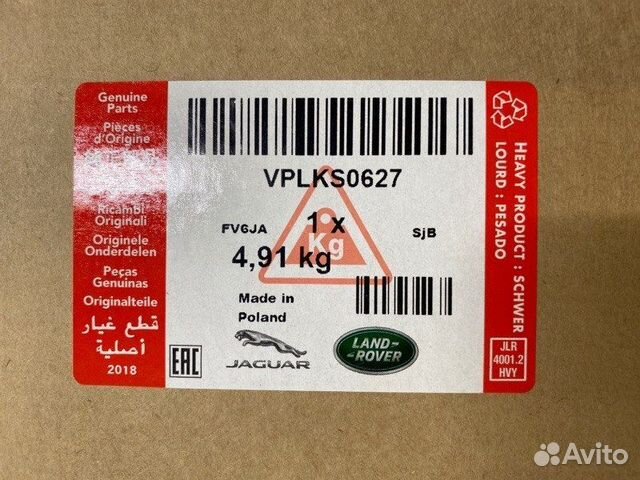 Genuine
Parts
Pièces
d'Origine
Ricambi
Originali
Originele
Onderdelen
Peças
Genuinas
Originalteile
قطع غيار
أصلية
2018
VPLKS0627
FV6JA
1 x
SjB
Kg
4,91 kg
Made in
Poland
EAC
JAGUAR
LAND-
ROVER
HEAVY PRODUCT : SCHWER
LOURD : PESADO
JLR
4001.2
HVY
Avito